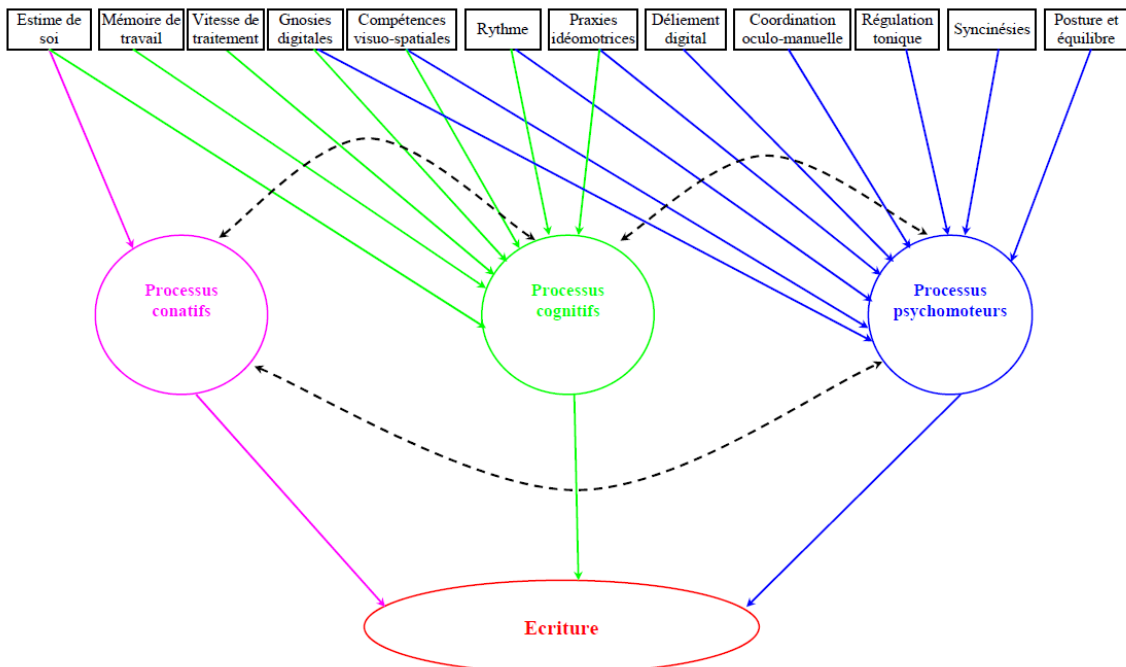 Estime de
soi
Mémoire de
travail
Vitesse de
traitement
Gnosies
digitales
Compétences
visuo-spatiales
Rythme
Praxies
idéomotrices
Déliement
digital
Coordination
oculo-manuelle
Régulation
tonique
Syncinésies
Posture et
équilibre
Processus
conatifs
Processus
cognitifs
Processus
psychomoteurs
Ecriture